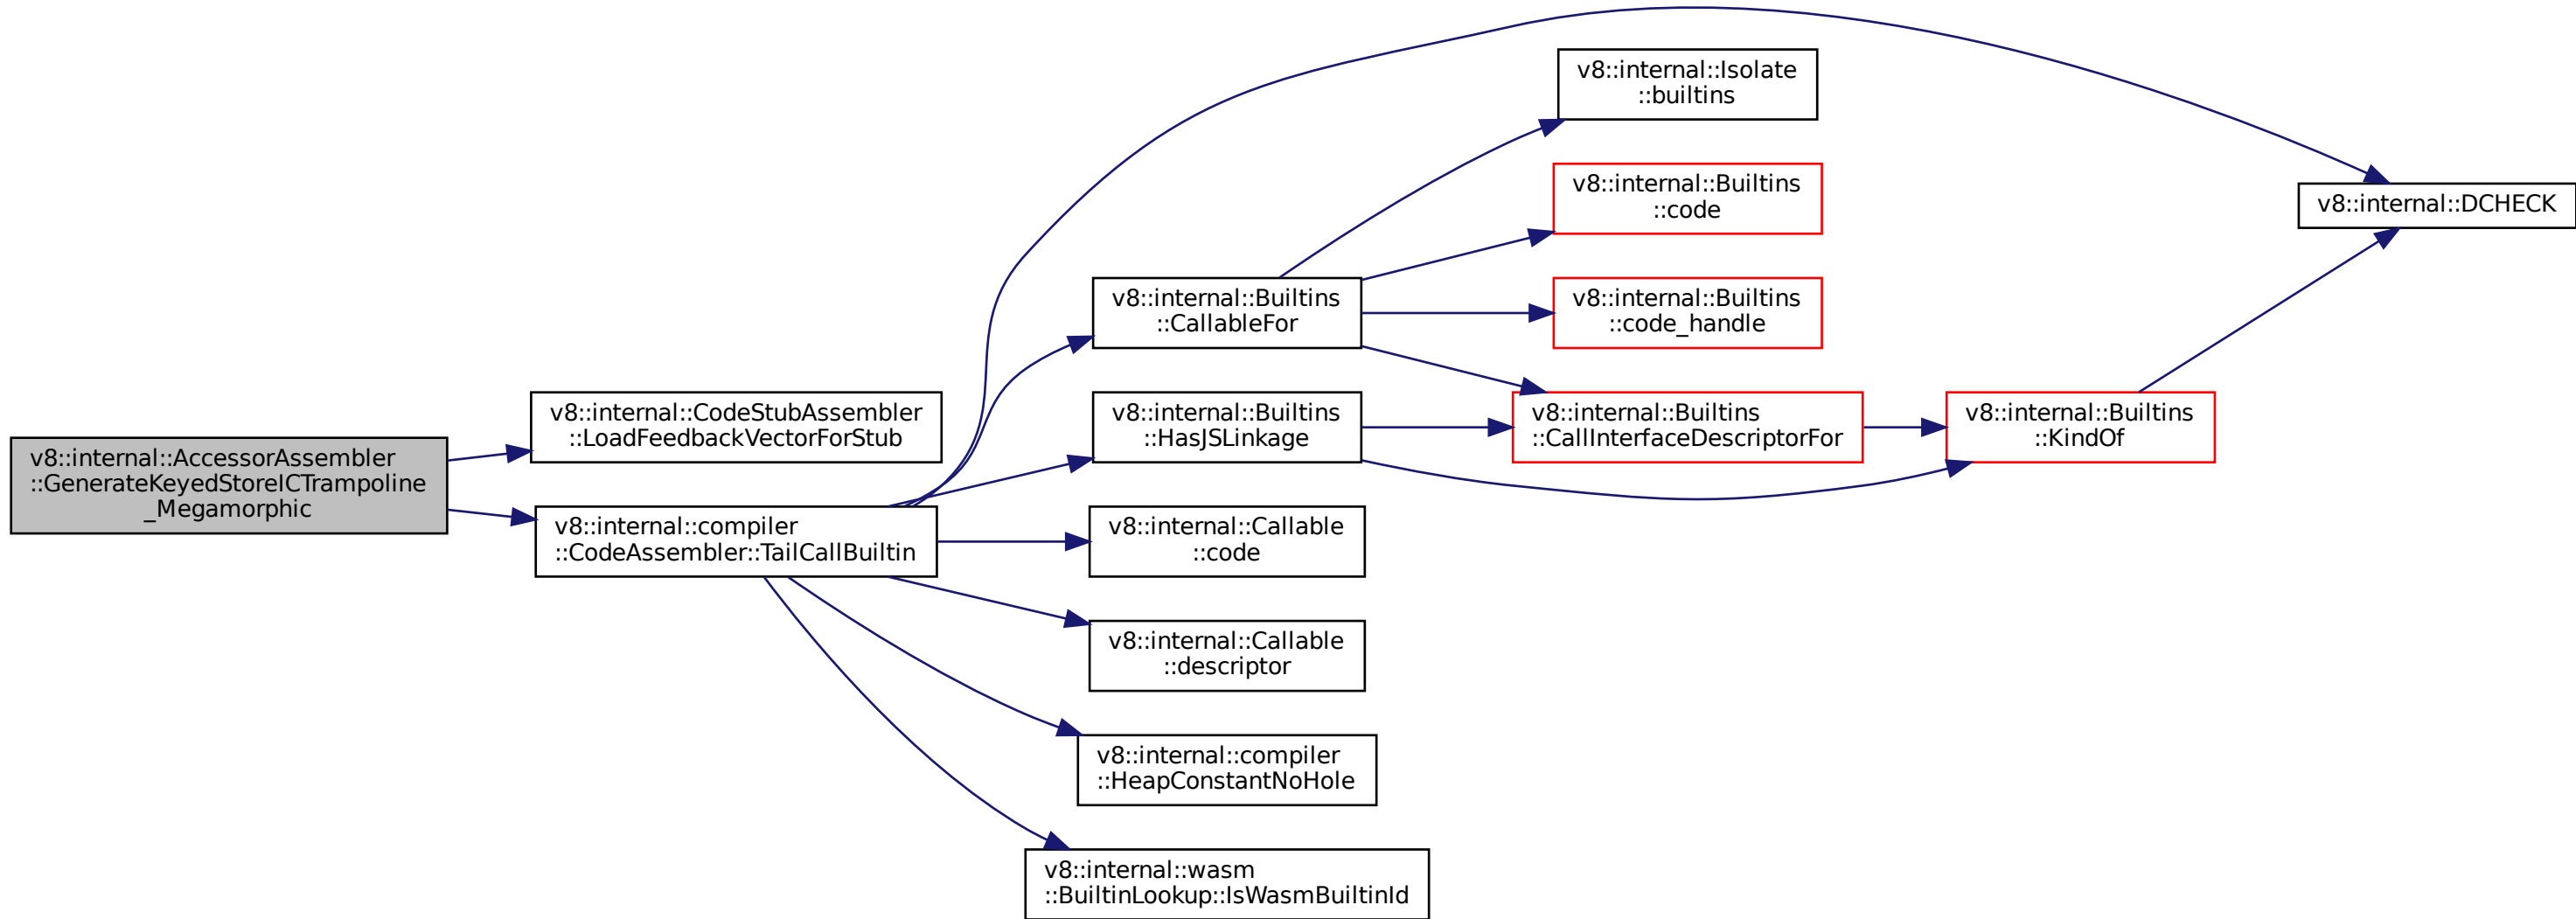 v8::internal::AccessorAssembler
::GenerateKeyedStoreICTrampoline
_Megamorphic
v8::internal::CodeStubAssembler
::LoadFeedbackVectorForStub
v8::internal::compiler
::CodeAssembler::TailCallBuiltin
v8::internal::Builtins
::CallableFor
v8::internal::Builtins
::HasJSLinkage
v8::internal::Callable
::code
v8::internal::Callable
::descriptor
v8::internal::compiler
::HeapConstantNoHole
v8::internal::wasm
::BuiltinLookup::IsWasmBuiltinId
v8::internal::Isolate
::builtins
v8::internal::Builtins
::code
v8::internal::Builtins
::code_handle
v8::internal::Builtins
::CallInterfaceDescriptorFor
v8::internal::Builtins
::KindOf
v8::internal::DCHECK